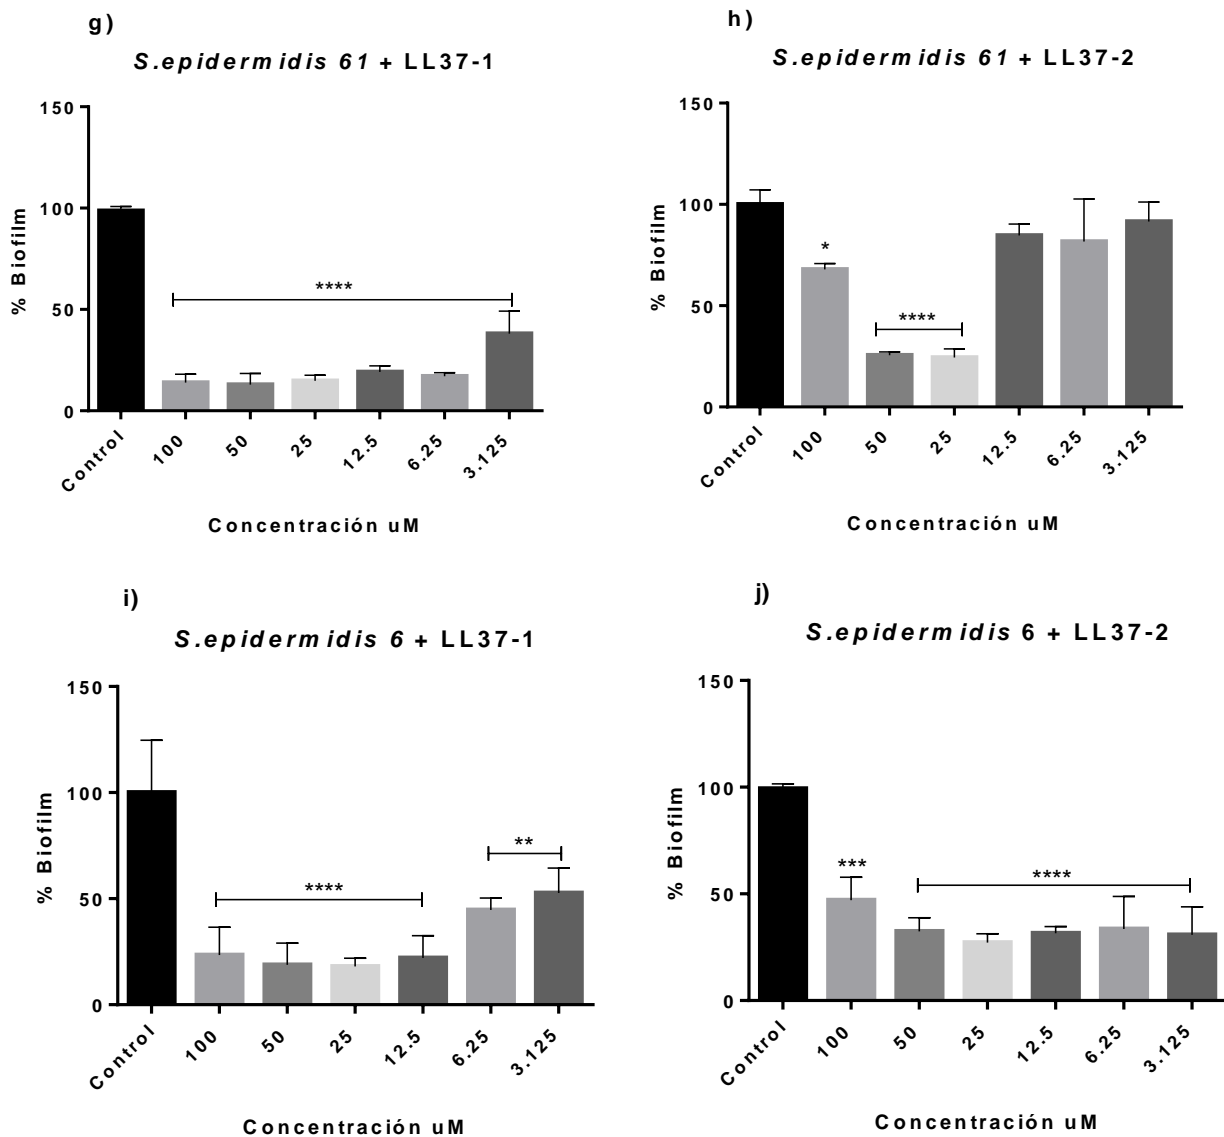 g)
S.epidermidis 61 + LL37-1
150
100
50
0
% Biofilm
****
Control
100
50
25
12.5
6.25
3.125
Concentración uM
h)
S.epidermidis 61 + LL37-2
150
100
50
0
% Biofilm
*
****
Control
100
50
25
12.5
6.25
3.125
Concentración uM
i)
S.epidermidis 6 + LL37-1
150
100
50
0
% Biofilm
****
**
Control
100
50
25
12.5
6.25
3.125
Concentración uM
j)
S.epidermidis 6 + LL37-2
150
100
50
0
% Biofilm
***
****
Control
100
50
25
12.5
6.25
3.125
Concentración uM